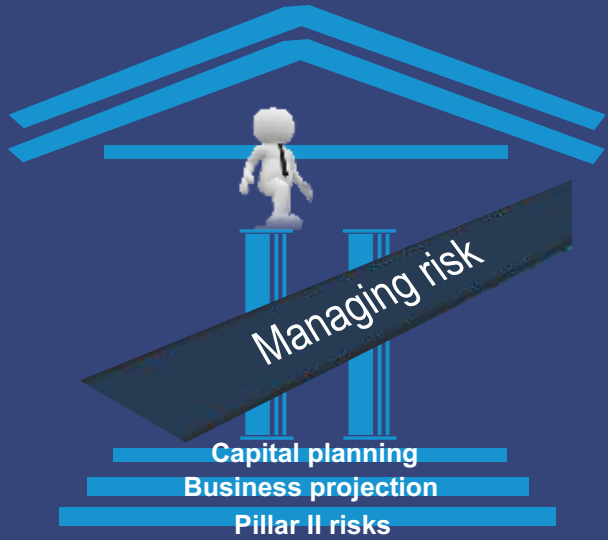 Managing risk
Capital planning
Business projection
Pillar II risks